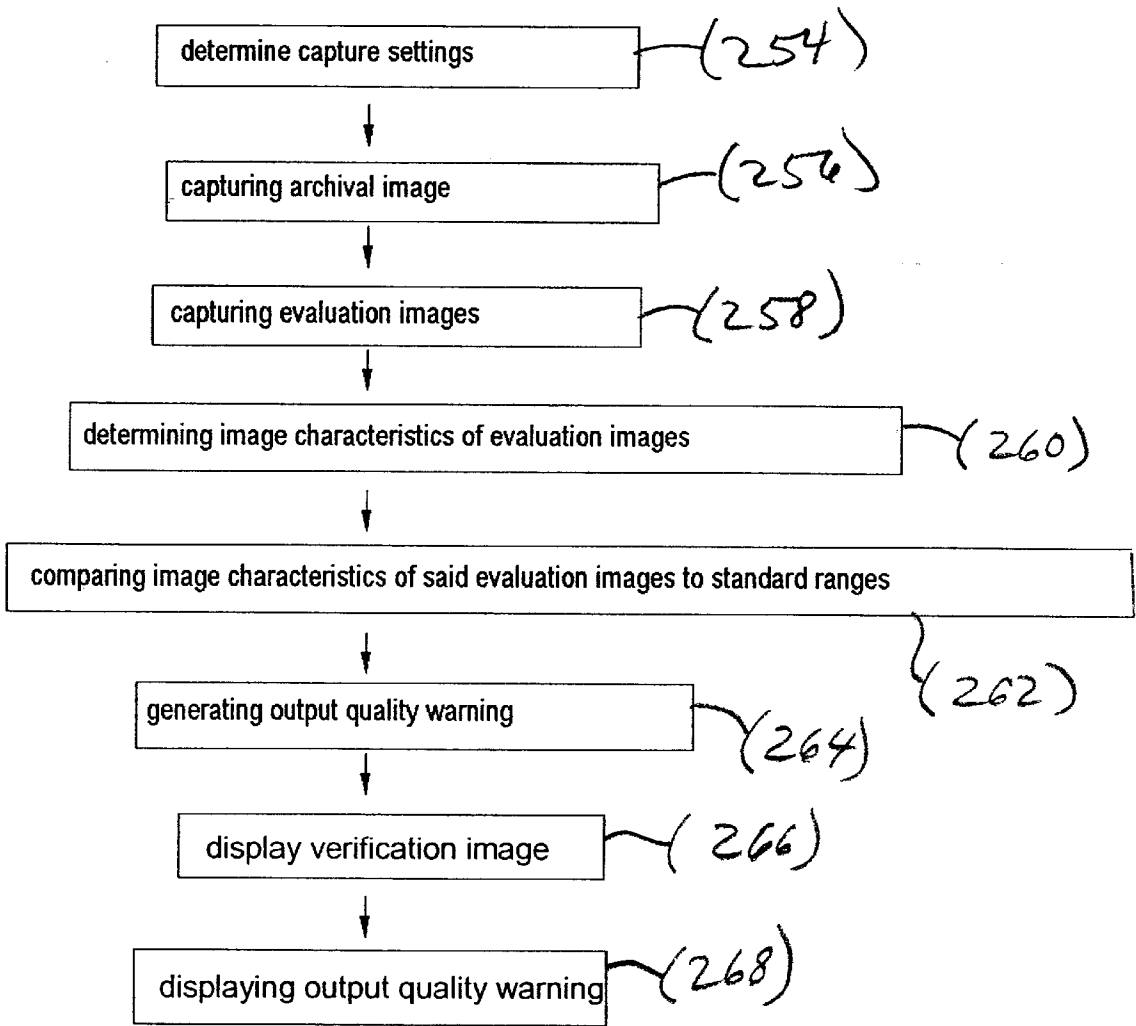 determine capture settings (254)
capturing archival image (256)
capturing evaluation images (258)
determining image characteristics of evaluation images (260)
comparing image characteristics of said evaluation images to standard ranges
(262)
generating output quality warning
(264)
display verification image (266)
displaying output quality warning (268)